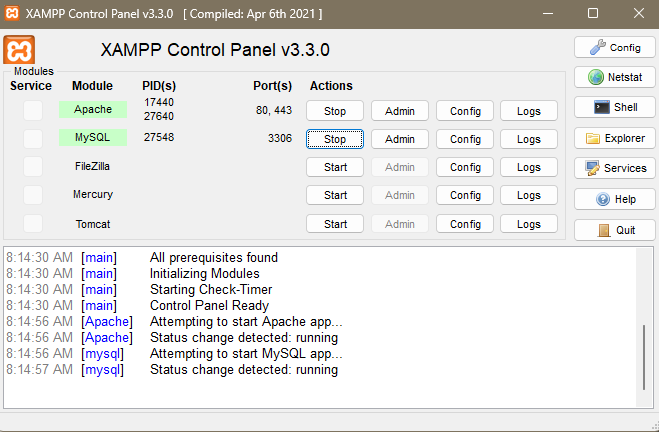 XAMPP Control Panel v3.3.0 [ Compiled: Apr 6th 2021 ]
XAMPP Control Panel v3.3.0
Config
Modules
Service Module PID(s) Port(s) Actions
Netstat
Apache 17440 27640 80, 443 Stop Admin Config Logs
Shell
MySQL 27548 3306 Stop Admin Config Logs
Explorer
FileZilla Start Admin Config Logs
Services
Mercury Start Admin Config Logs
Help
Tomcat Start Admin Config Logs
Quit
8:14:30 AM [main] All prerequisites found
8:14:30 AM [main] Initializing Modules
8:14:30 AM [main] Starting Check-Timer
8:14:30 AM [main] Control Panel Ready
8:14:56 AM [Apache] Attempting to start Apache app...
8:14:56 AM [Apache] Status change detected: running
8:14:56 AM [mysql] Attempting to start MySQL app...
8:14:57 AM [mysql] Status change detected: running